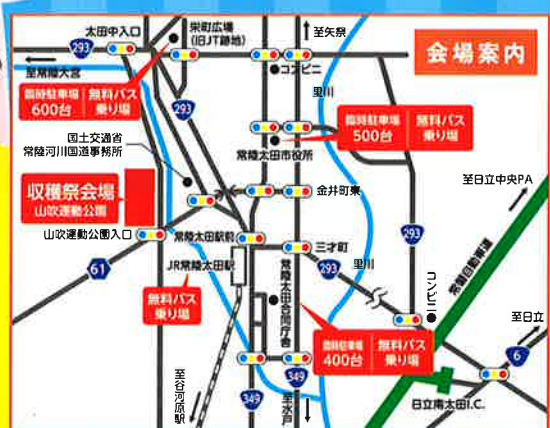 太田中入口
293
至常陸大宮
栄町広場
(旧JT跡地)
至矢祭
会場案内
コンビニ
臨時駐車場
600台
無料バス
乗り場
293
里川
臨時駐車場
500台
無料バス
乗り場
国土交通省
常陸河川国道事務所
常陸太田市役所
至日立中央PA
収穫祭会場
山吹運動公園
金井町東
山吹運動公園入口
常陸太田駅前
三才町
293
61
JR常陸太田駅
293
里川
常磐自動車道
コンビニ
無料バス
乗り場
常陸太田合同庁舎
至日立
臨時駐車場
400台
無料バス
乗り場
6
349
349
至谷河原駅
至水戸
日立南太田I.C.